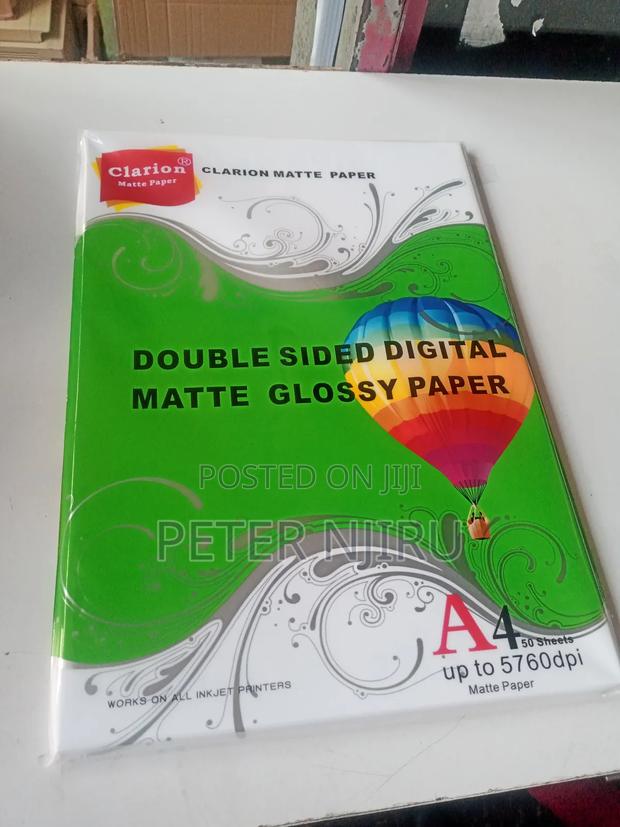 Clarion®
Matte Paper
CLARION MATTE PAPER
DOUBLE SIDED DIGITAL
MATTE GLOSSY PAPER
POSTED ON JIJI
PETER NJIRU
A4
50 Sheets
up to 5760dpi
Matte Paper
WORKS ON ALL INKJET PRINTERS